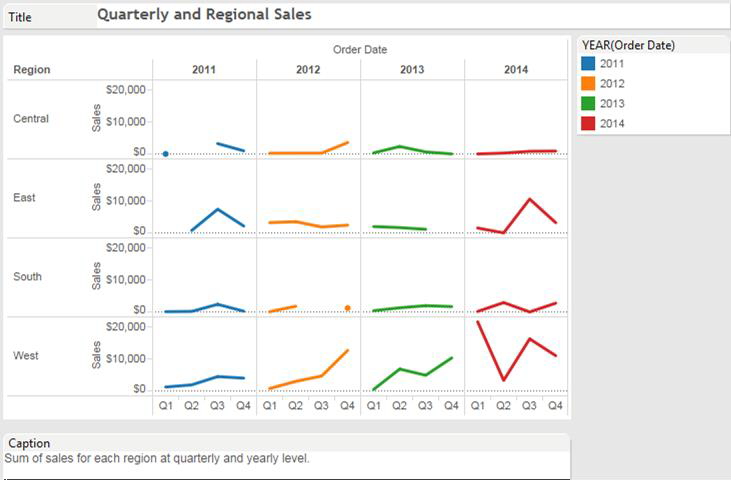 Title Quarterly and Regional Sales
Order Date
Region 2011 2012 2013 2014
Central Sales $20,000 $10,000 $0
East Sales $20,000 $10,000 $0
South Sales $20,000 $10,000 $0
West Sales $20,000 $10,000 $0
Q1 Q2 Q3 Q4 Q1 Q2 Q3 Q4 Q1 Q2 Q3 Q4 Q1 Q2 Q3 Q4
YEAR(Order Date)
2011
2012
2013
2014
Caption
Sum of sales for each region at quarterly and yearly level.